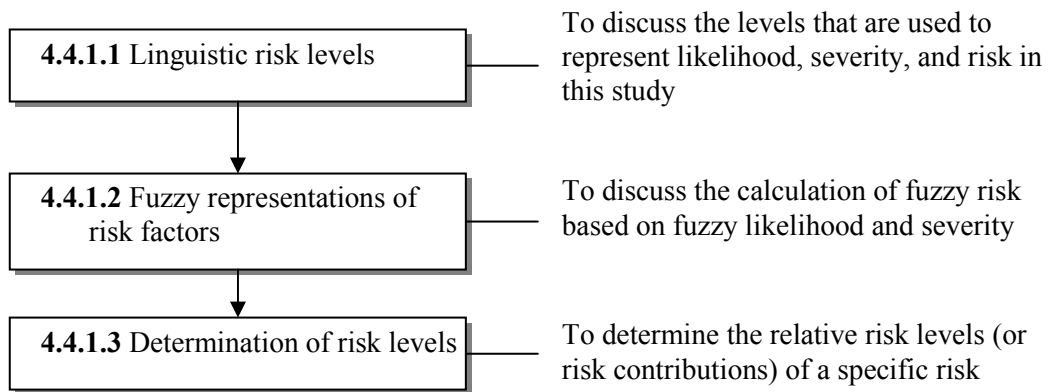 4.4.1.1 Linguistic risk levels
To discuss the levels that are used to
represent likelihood, severity, and risk in
this study
4.4.1.2 Fuzzy representations of
risk factors
To discuss the calculation of fuzzy risk
based on fuzzy likelihood and severity
4.4.1.3 Determination of risk levels
To determine the relative risk levels (or
risk contributions) of a specific risk